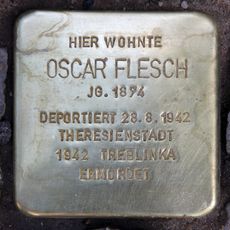 HIER WOHNTE
OSCAR FLESCH
JG. 1874
DEPORTIERT 28.8.1942
THERESIENSTADT
1942 TREBLINKA
ERMORDET